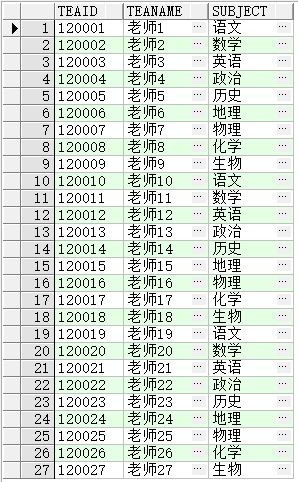 TEAID TEANAME SUBJECT
1 120001 老师1 ... 语文 ...
2 120002 老师2 ... 数学 ...
3 120003 老师3 ... 英语 ...
4 120004 老师4 ... 政治 ...
5 120005 老师5 ... 历史 ...
6 120006 老师6 ... 地理 ...
7 120007 老师7 ... 物理 ...
8 120008 老师8 ... 化学 ...
9 120009 老师9 ... 生物 ...
10 120010 老师10 ... 语文 ...
11 120011 老师11 ... 数学 ...
12 120012 老师12 ... 英语 ...
13 120013 老师13 ... 政治 ...
14 120014 老师14 ... 历史 ...
15 120015 老师15 ... 地理 ...
16 120016 老师16 ... 物理 ...
17 120017 老师17 ... 化学 ...
18 120018 老师18 ... 生物 ...
19 120019 老师19 ... 语文 ...
20 120020 老师20 ... 数学 ...
21 120021 老师21 ... 英语 ...
22 120022 老师22 ... 政治 ...
23 120023 老师23 ... 历史 ...
24 120024 老师24 ... 地理 ...
25 120025 老师25 ... 物理 ...
26 120026 老师26 ... 化学 ...
27 120027 老师27 ... 生物 ...